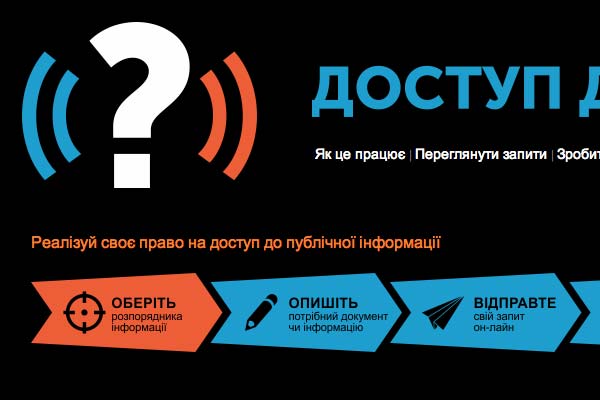 ДОСТУП
Як це працює | Переглянути запити |
Реалізуй своє право на доступ до публічної інформації
ОБЕРІТЬ
розпорядника
інформації
ОПИШІТЬ
потрібний документ
чи інформацію
ВІДПРАВТЕ
свій запит
он-лайн